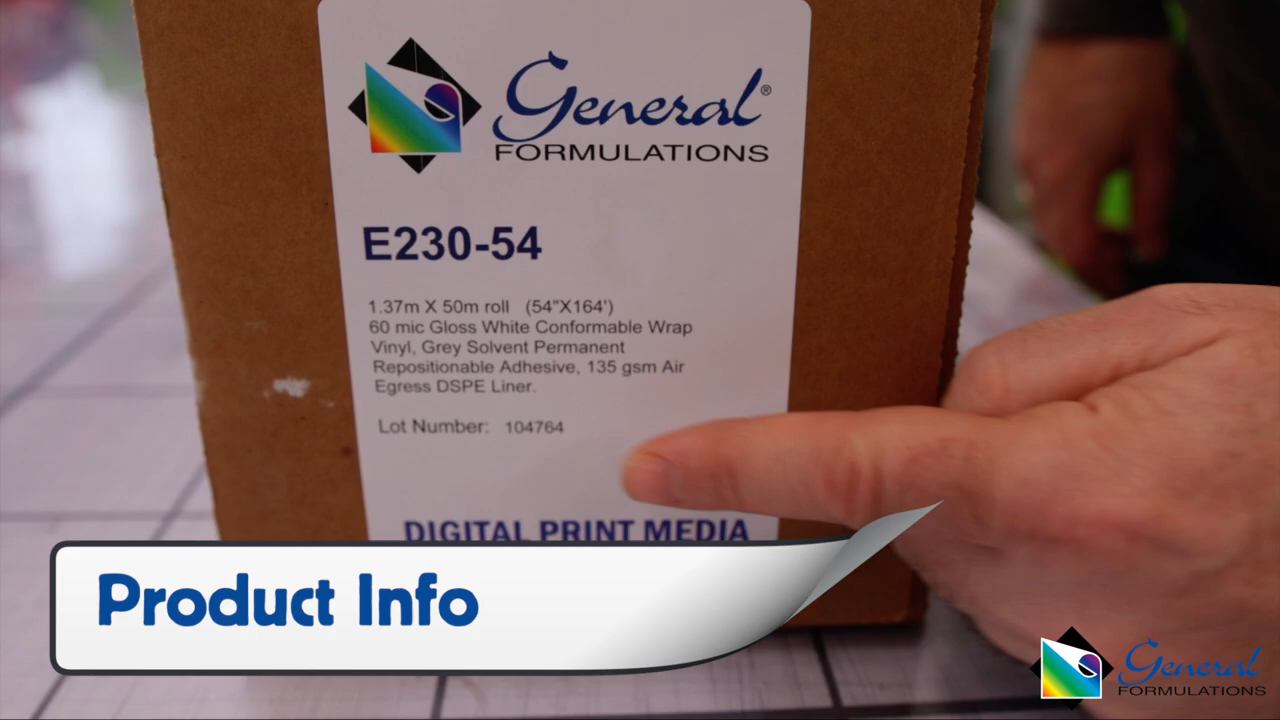 General®
FORMULATIONS
E230-54
1.37m X 50m roll (54"X164')
60 mic Gloss White Conformable Wrap
Vinyl, Grey Solvent Permanent
Repositionable Adhesive, 135 gsm Air
Egress DSPE Liner.
Lot Number: 104764
DIGITAL PRINT MEDIA
Product Info
General
FORMULATIONS